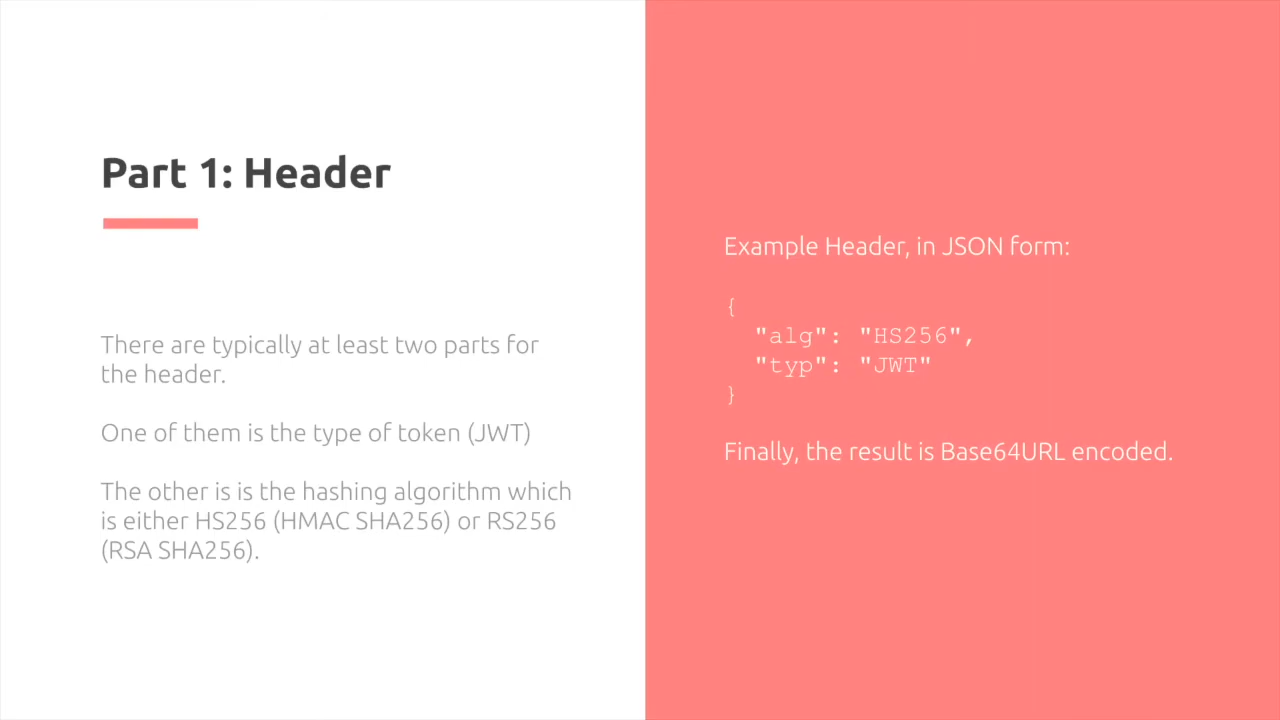 Part 1: Header
There are typically at least two parts for
the header.
One of them is the type of token (JWT)
The other is is the hashing algorithm which
is either HS256 (HMAC SHA256) or RS256
(RSA SHA256).
Example Header, in JSON form:
{
  "alg": "HS256",
  "typ": "JWT"
}
Finally, the result is Base64URL encoded.